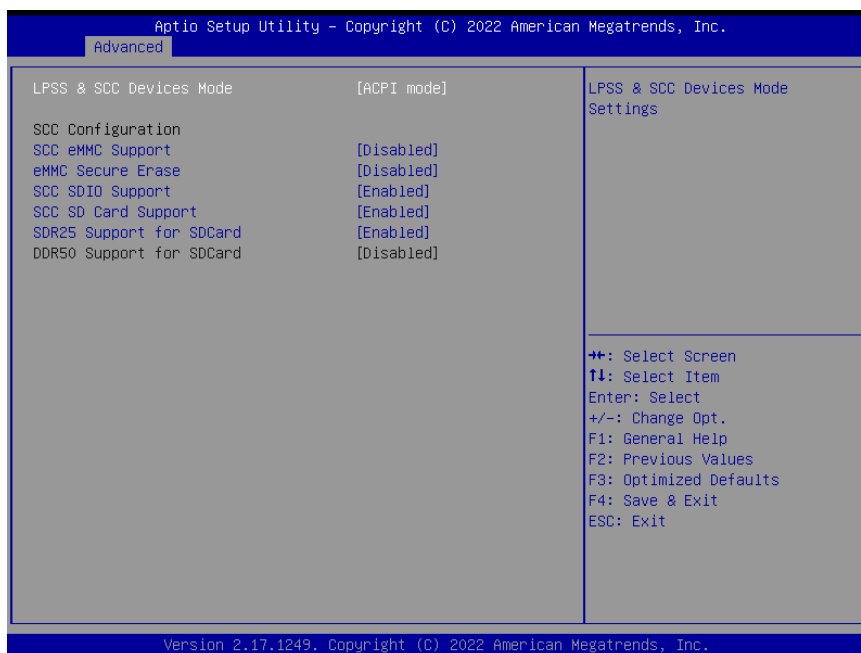 Aptio Setup Utility – Copyright (C) 2022 American Megatrends, Inc.
Advanced
LPSS & SCC Devices Mode [ACPI mode]
SCC Configuration
SCC eMMC Support [Disabled]
eMMC Secure Erase [Disabled]
SCC SDIO Support [Enabled]
SCC SD Card Support [Enabled]
SDR25 Support for SDCard [Enabled]
DDR50 Support for SDCard [Disabled]
LPSS & SCC Devices Mode
Settings
→←: Select Screen
↑↓: Select Item
Enter: Select
+/-: Change Opt.
F1: General Help
F2: Previous Values
F3: Optimized Defaults
F4: Save & Exit
ESC: Exit
Version 2.17.1249. Copyright (C) 2022 American Megatrends, Inc.